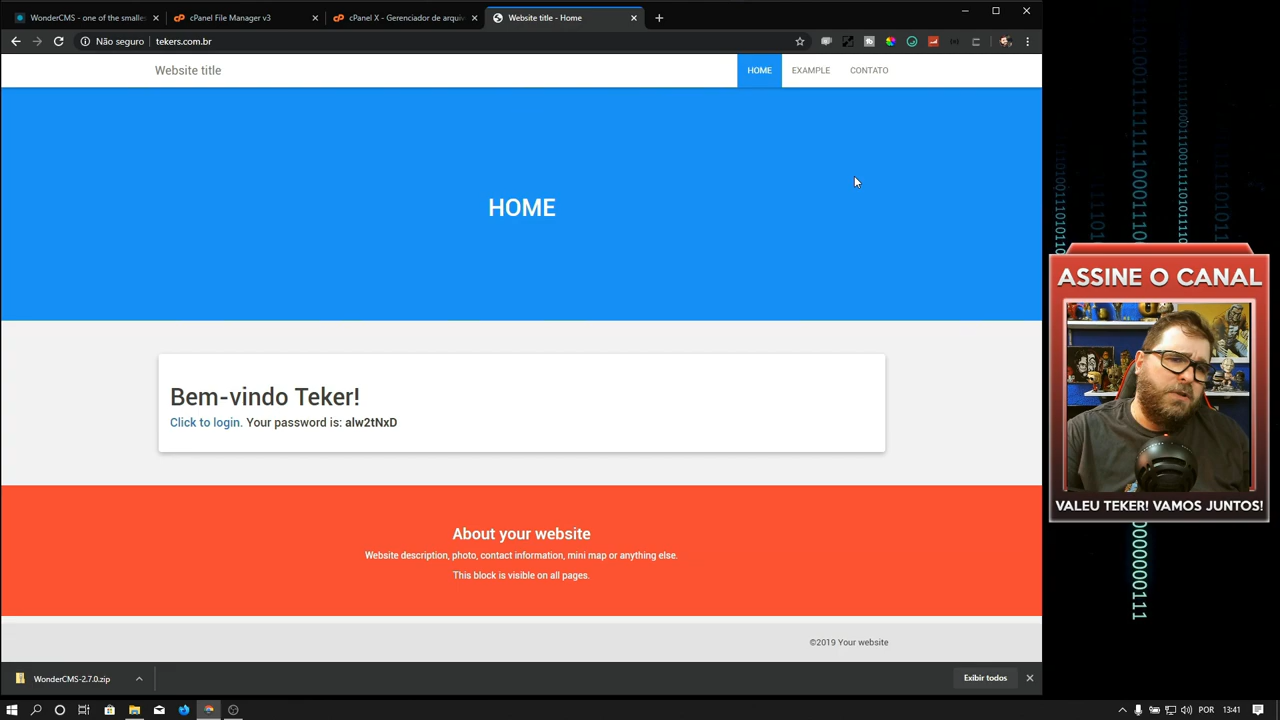 WonderCMS - one of the smalles
cPanel File Manager v3
cPanel X - Gerenciador de arquiv
Website title - Home
Não seguro
tekers.com.br
Website title
HOME
EXAMPLE
CONTATO
HOME
Bem-vindo Teker!
Click to login. Your password is: alw2tNxD
About your website
Website description, photo, contact information, mini map or anything else.
This block is visible on all pages.
©2019 Your website
WonderCMS-2.7.0.zip
Exibir todos
POR
13:41
ASSINE O CANAL
VALEU TEKER! VAMOS JUNTOS!